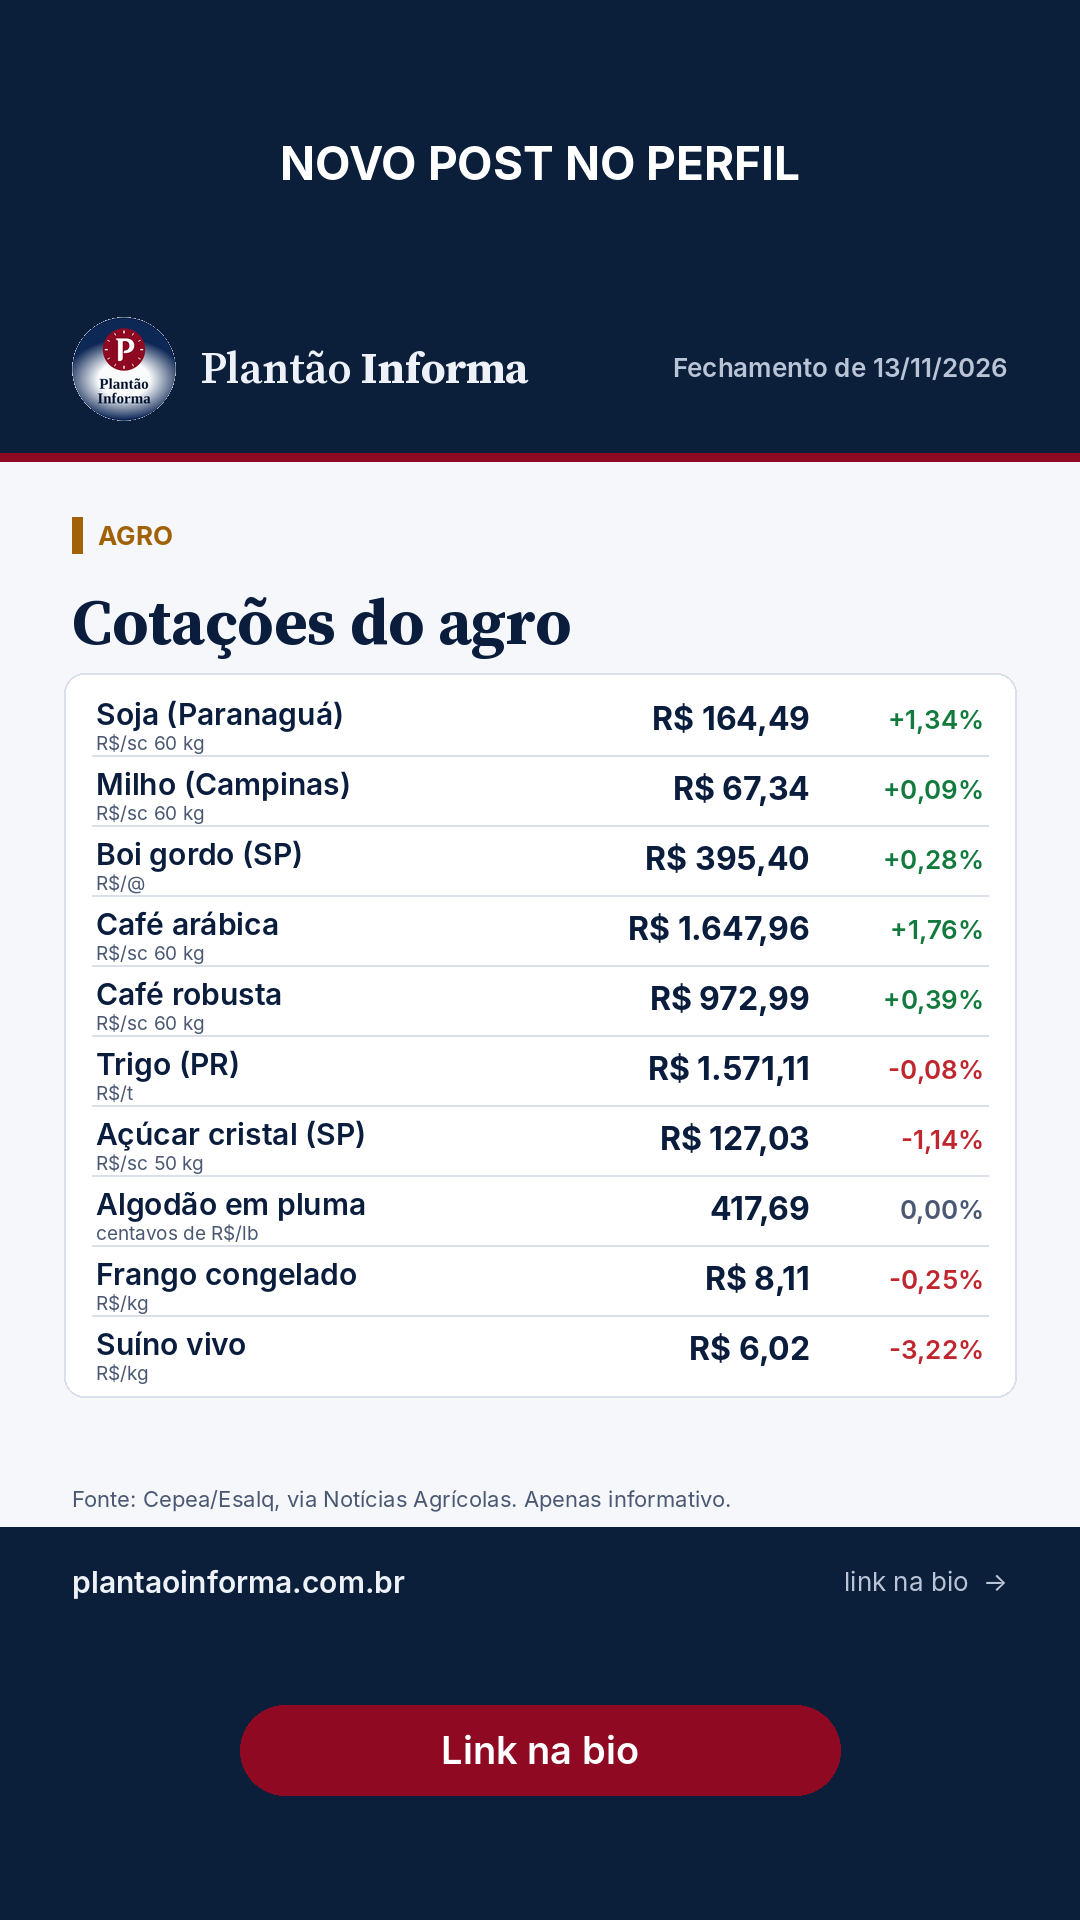 NOVO POST NO PERFIL
P
Plantão
Informa
Plantão Informa
Fechamento de 13/11/2026
AGRO
Cotações do agro
Soja (Paranaguá) R$ 164,49 +1,34%
R$/sc 60 kg
Milho (Campinas) R$ 67,34 +0,09%
R$/sc 60 kg
Boi gordo (SP) R$ 395,40 +0,28%
R$/@
Café arábica R$ 1.647,96 +1,76%
R$/sc 60 kg
Café robusta R$ 972,99 +0,39%
R$/sc 60 kg
Trigo (PR) R$ 1.571,11 -0,08%
R$/t
Açúcar cristal (SP) R$ 127,03 -1,14%
R$/sc 50 kg
Algodão em pluma 417,69 0,00%
centavos de R$/lb
Frango congelado R$ 8,11 -0,25%
R$/kg
Suíno vivo R$ 6,02 -3,22%
R$/kg
Fonte: Cepea/Esalq, via Notícias Agrícolas. Apenas informativo.
plantaoinforma.com.br
link na bio →
Link na bio